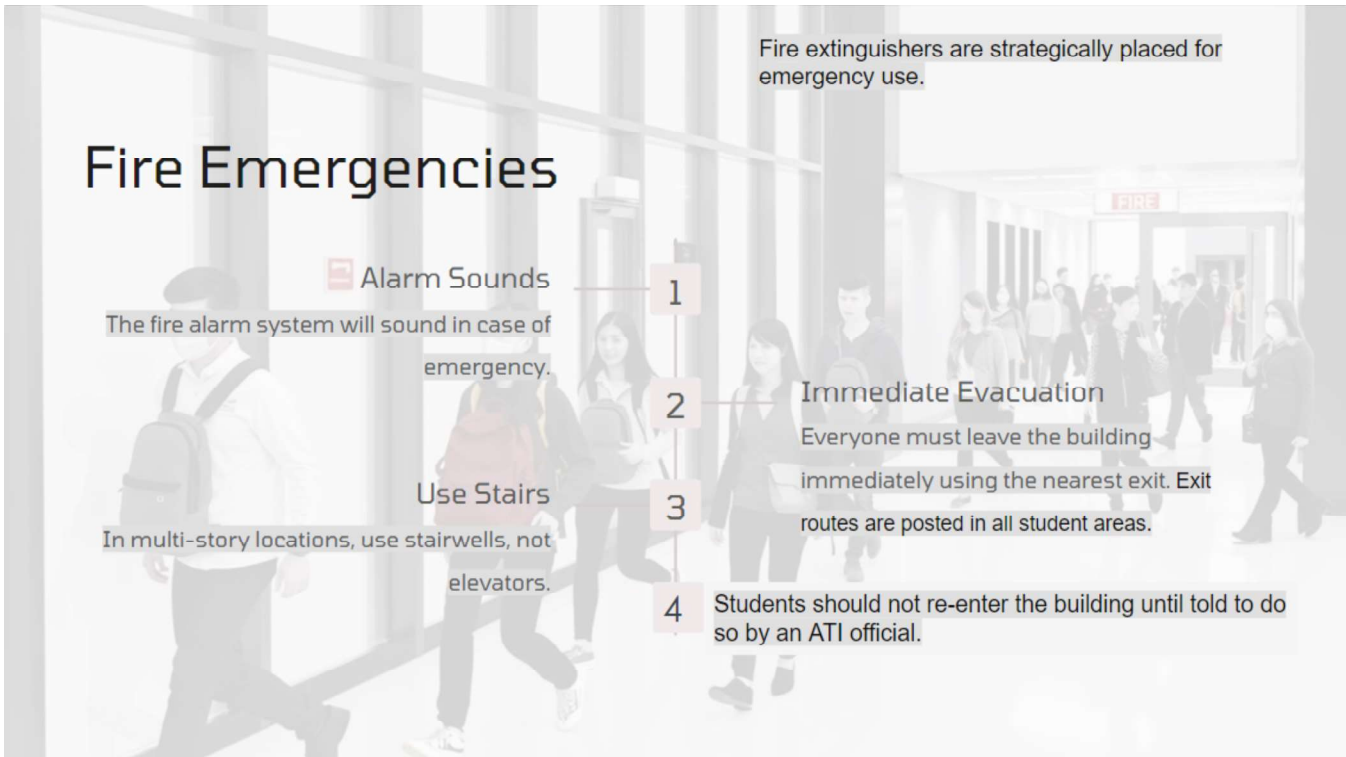 Fire extinguishers are strategically placed for
emergency use.
Fire Emergencies
FIRE
Alarm Sounds
1
The fire alarm system will sound in case of
emergency.
2
Immediate Evacuation
Everyone must leave the building
immediately using the nearest exit. Exit
routes are posted in all student areas.
Use Stairs
3
In multi-story locations, use stairwells, not
elevators.
4
Students should not re-enter the building until told to do
so by an ATI official.